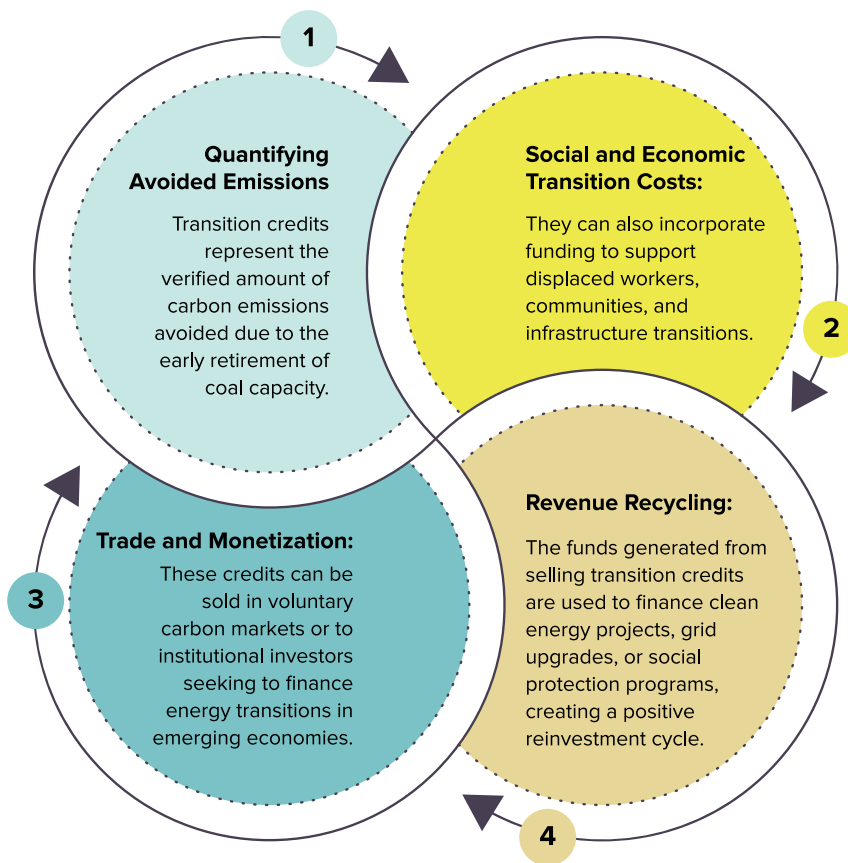 1
Quantifying
Avoided Emissions
Transition credits
represent the
verified amount of
carbon emissions
avoided due to the
early retirement of
coal capacity.
Social and Economic
Transition Costs:
They can also incorporate
funding to support
displaced workers,
communities, and
infrastructure transitions.
2
3
Trade and Monetization:
These credits can be
sold in voluntary
carbon markets or to
institutional investors
seeking to finance
energy transitions in
emerging economies.
Revenue Recycling:
The funds generated from
selling transition credits
are used to finance clean
energy projects, grid
upgrades, or social
protection programs,
creating a positive
reinvestment cycle.
4